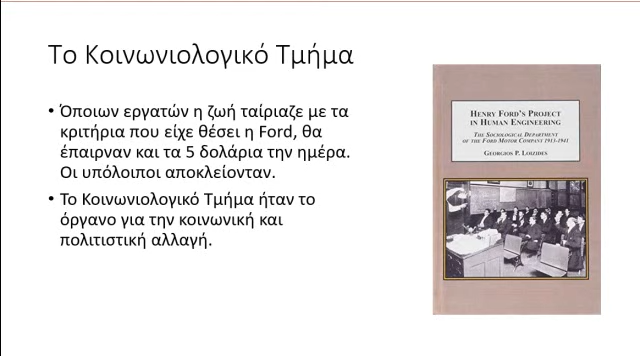 Το Κοινωνιολογικό Τμήμα
• Όποιων εργατών η ζωή ταίριαζε με τα
κριτήρια που είχε θέσει η Ford, θα
έπαιρναν και τα 5 δολάρια την ημέρα.
Οι υπόλοιποι αποκλείονταν.
• Το Κοινωνιολογικό Τμήμα ήταν το
όργανο για την κοινωνική και
πολιτιστική αλλαγή.
HENRY FORD'S PROJECT
IN HUMAN ENGINEERING
THE SOCIOLOGICAL DEPARTMENT
OF THE FORD MOTOR COMPANY 1913-1941
GEORGIOS P. LOIZIDES